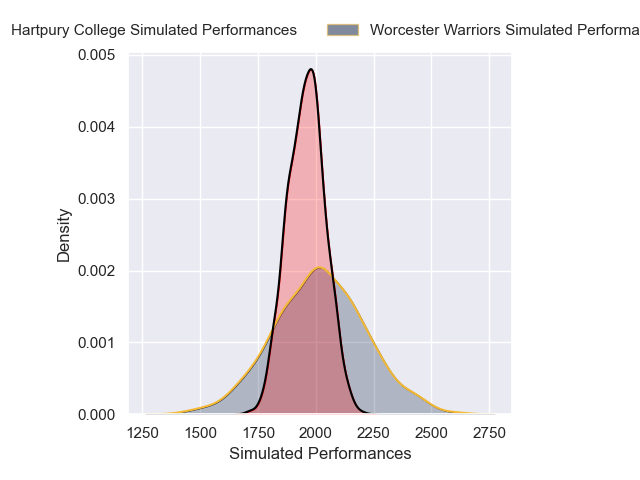 Hartpury College Simulated Performances
Worcester Warriors Simulated Performa
0.005
0.004
0.003
0.002
0.001
0.000
Density
1250 1500 1750 2000 2250 2500 2750
Simulated Performances